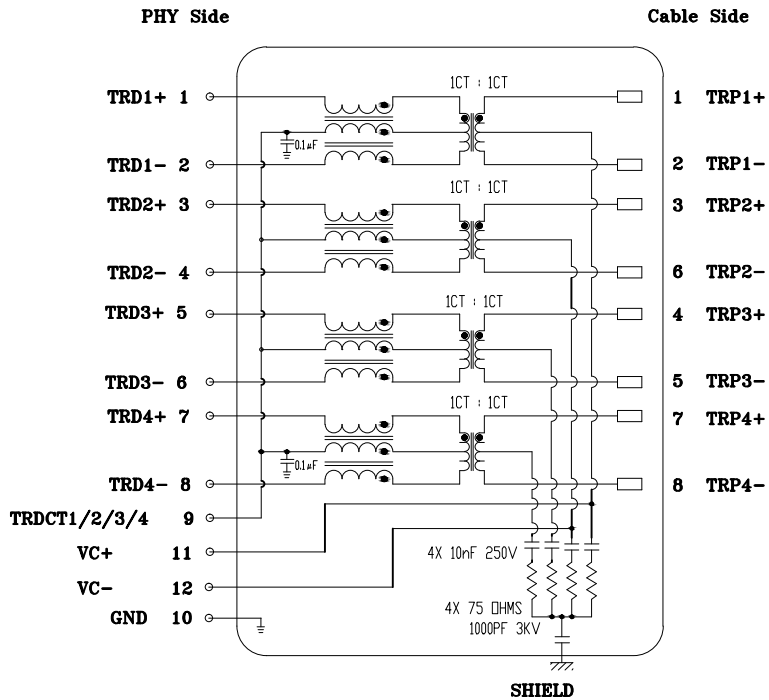 PHY Side Cable Side
1CT : 1CT
TRD1+ 1 1 TRP1+
0.1µF
TRD1- 2 2 TRP1-
1CT : 1CT
TRD2+ 3 3 TRP2+
TRD2- 4 6 TRP2-
1CT : 1CT
TRD3+ 5 4 TRP3+
TRD3- 6 5 TRP3-
1CT : 1CT
TRD4+ 7 7 TRP4+
0.1µF
TRD4- 8 8 TRP4-
TRDCT1/2/3/4 9
VC+ 11
4X 10nF 250V
VC- 12
4X 75 OHMS
GND 10
1000PF 3KV
SHIELD